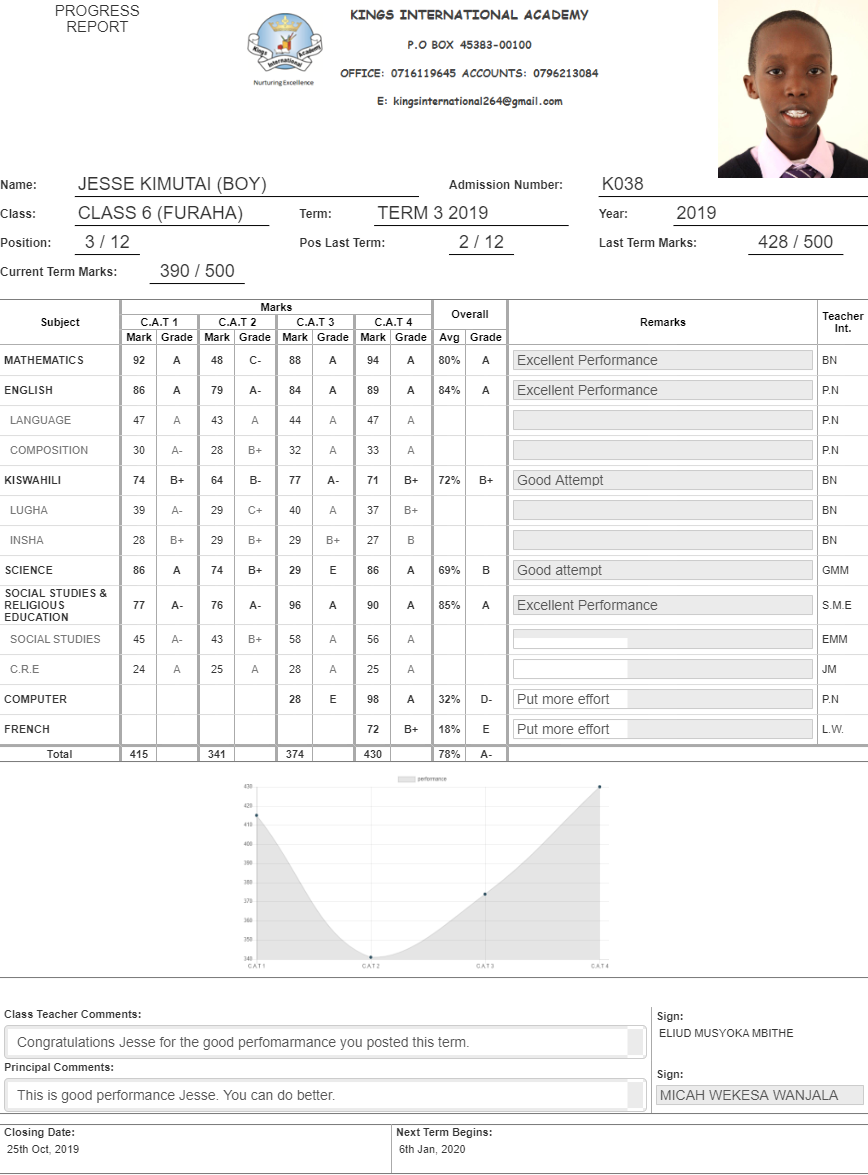 PROGRESS
REPORT
KINGS INTERNATIONAL ACADEMY
P.O BOX 45383-00100
OFFICE: 0716119645 ACCOUNTS: 0796213084
E: kingsinternational264@gmail.com
Kings International Academy
Nurturing Excellence
Name: JESSE KIMUTAI (BOY) Admission Number: K038
Class: CLASS 6 (FURAHA) Term: TERM 3 2019 Year: 2019
Position: 3 / 12 Pos Last Term: 2 / 12 Last Term Marks: 428 / 500
Current Term Marks: 390 / 500
Subject Marks Overall Remarks Teacher Int.
C.A.T 1 C.A.T 2 C.A.T 3 C.A.T 4
Mark Grade Mark Grade Mark Grade Mark Grade Avg Grade
MATHEMATICS 92 A 48 C- 88 A 94 A 80% A Excellent Performance BN
ENGLISH 86 A 79 A- 84 A 89 A 84% A Excellent Performance P.N
LANGUAGE 47 A 43 A 44 A 47 A P.N
COMPOSITION 30 A- 28 B+ 32 A 33 A P.N
KISWAHILI 74 B+ 64 B- 77 A- 71 B+ 72% B+ Good Attempt BN
LUGHA 39 A- 29 C+ 40 A 37 B+ BN
INSHA 28 B+ 29 B+ 29 B+ 27 B BN
SCIENCE 86 A 74 B+ 29 E 86 A 69% B Good attempt GMM
SOCIAL STUDIES &
RELIGIOUS
EDUCATION 77 A- 76 A- 96 A 90 A 85% A Excellent Performance S.M.E
SOCIAL STUDIES 45 A- 43 B+ 58 A 56 A EMM
C.R.E 24 A 25 A 28 A 25 A JM
COMPUTER 28 E 98 A 32% D- Put more effort P.N
FRENCH 72 B+ 18% E Put more effort L.W.
Total 415 341 374 430 78% A-
performance
430
420
410
400
390
380
370
360
350
340
CAT1 CAT2 CAT3 CAT4
Class Teacher Comments:
Congratulations Jesse for the good perfomarmance you posted this term.
Sign:
ELIUD MUSYOKA MBITHE
Principal Comments:
This is good performance Jesse. You can do better.
Sign:
MICAH WEKESA WANJALA
Closing Date: Next Term Begins:
25th Oct, 2019 6th Jan, 2020